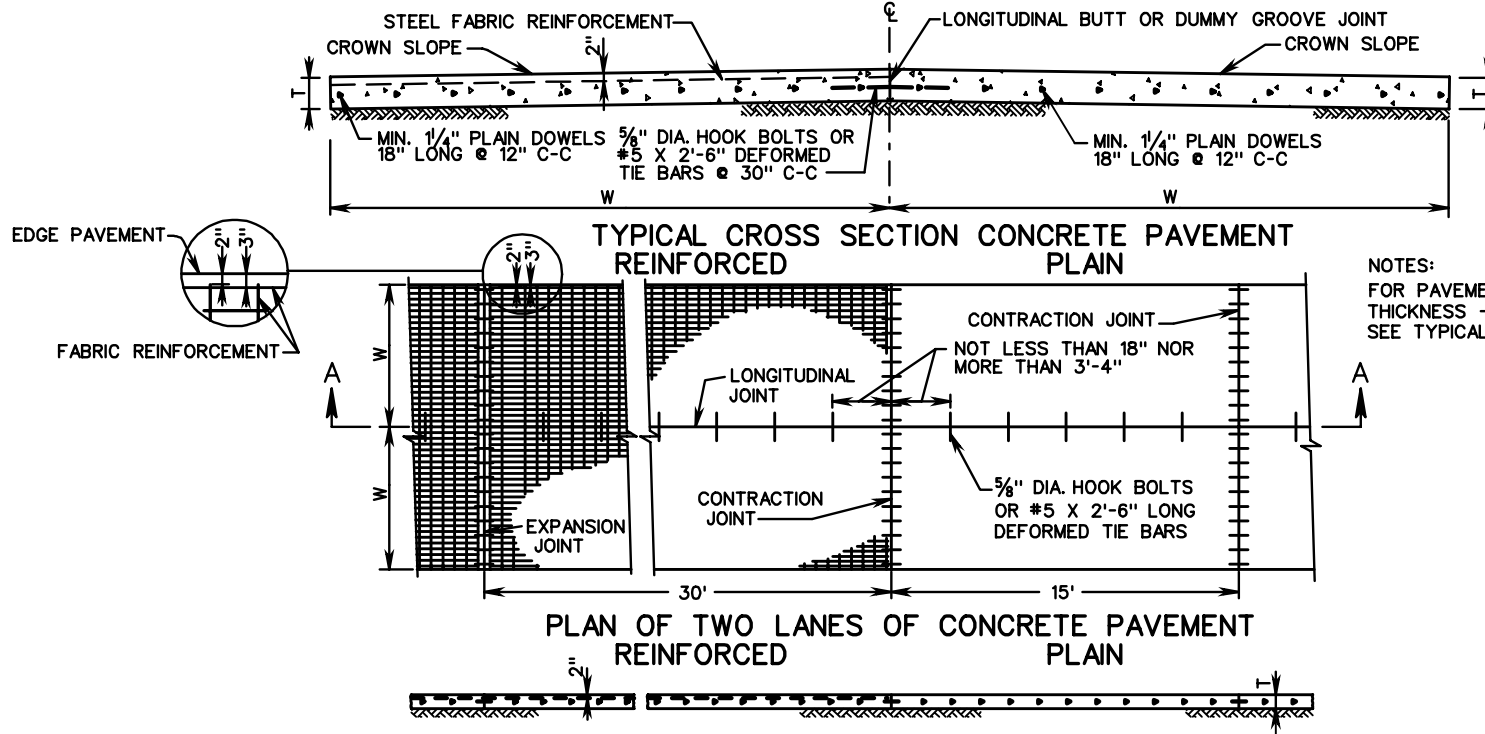 ℄
STEEL FABRIC REINFORCEMENT
LONGITUDINAL BUTT OR DUMMY GROOVE JOINT
CROWN SLOPE
2"
CROWN SLOPE
T
T
MIN. 1¼" PLAIN DOWELS
18" LONG @ 12" C-C
⅝" DIA. HOOK BOLTS OR
#5 X 2'-6" DEFORMED
TIE BARS @ 30" C-C
MIN. 1¼" PLAIN DOWELS
18" LONG @ 12" C-C
W
W
TYPICAL CROSS SECTION CONCRETE PAVEMENT
REINFORCED
PLAIN
EDGE PAVEMENT
2"
3"
2"
3"
FABRIC REINFORCEMENT
NOTES:
FOR PAVEME
THICKNESS -
SEE TYPICAL
CONTRACTION JOINT
NOT LESS THAN 18" NOR
MORE THAN 3'-4"
W
A
LONGITUDINAL
JOINT
A
W
CONTRACTION
JOINT
⅝" DIA. HOOK BOLTS
OR #5 X 2'-6" LONG
DEFORMED TIE BARS
EXPANSION
JOINT
30'
15'
PLAN OF TWO LANES OF CONCRETE PAVEMENT
REINFORCED
PLAIN
2"
T